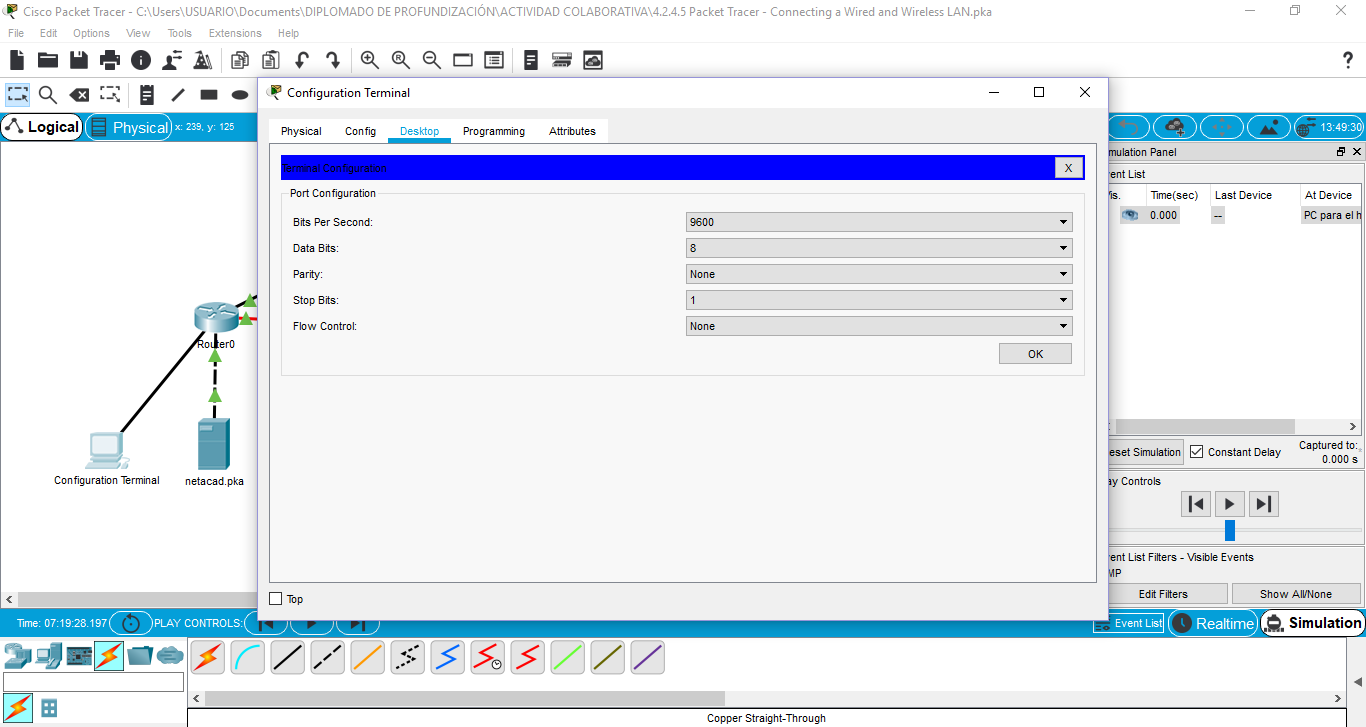 Cisco Packet Tracer - C:\Users\USUARIO\Documents\DIPLOMADO DE PROFUNDIZACIÓN\ACTIVIDAD COLABORATIVA\4.2.4.5 Packet Tracer - Connecting a Wired and Wireless LAN.pka
File Edit Options View Tools Extensions Help
Configuration Terminal
Logical Physical x: 239, y: 125
13:49:30
Physical Config Desktop Programming Attributes
mulation Panel
Terminal Configuration X
ent List
Port Configuration
is. Time(sec) Last Device At Device
0.000 -- PC para el h
Bits Per Second: 9600
Data Bits: 8
Parity: None
Stop Bits: 1
Flow Control: None
OK
Router0
Configuration Terminal
netacad.pka
eset Simulation Constant Delay Captured to:
0.000 s
ay Controls
ent List Filters - Visible Events
MP
Edit Filters Show All/None
Top
Time: 07:19:28.197 PLAY CONTROLS:
Event List Realtime Simulation
Copper Straight-Through